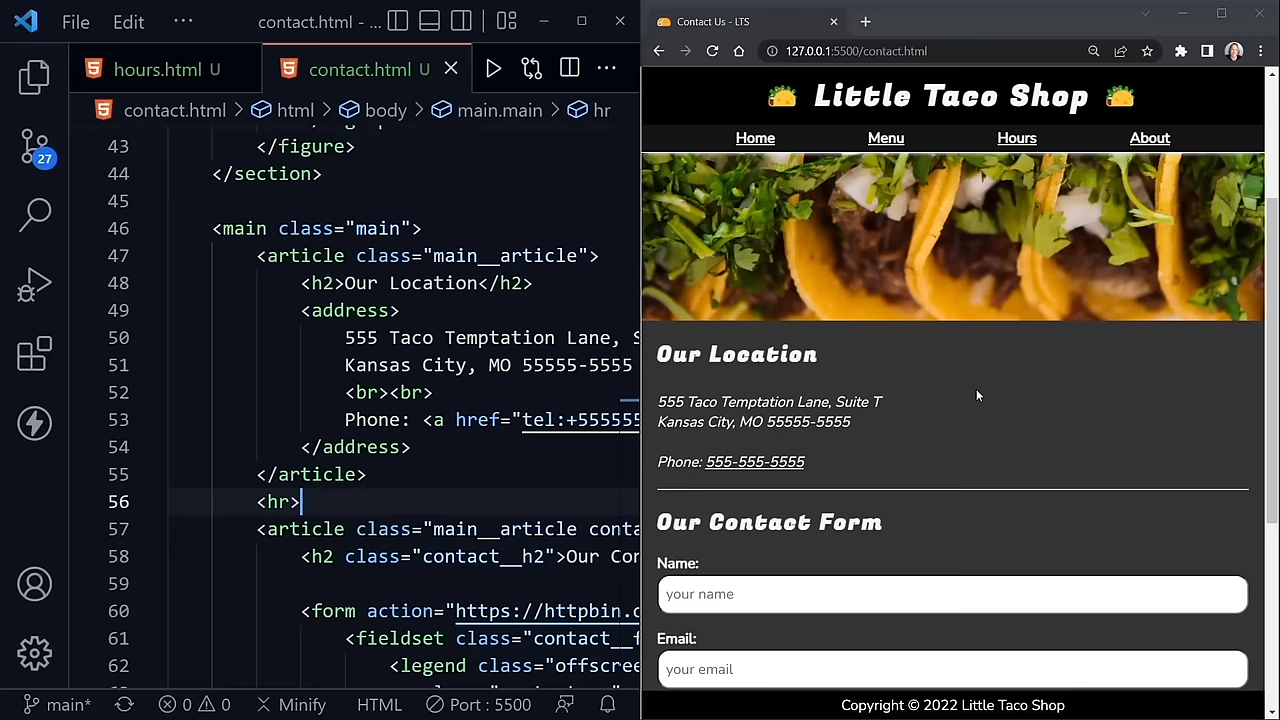 File Edit ··· contact.html - ...
hours.html U contact.html U
contact.html > html > body > main.main > hr
43 </figure>
44 </section>
45
46 <main class="main">
47 <article class="main__article">
48 <h2>Our Location</h2>
49 <address>
50 555 Taco Temptation Lane, S
51 Kansas City, MO 55555-5555
52 <br><br>
53 Phone: <a href="tel:+555555
54 </address>
55 </article>
56 <hr>
57 <article class="main__article conta
58 <h2 class="contact__h2">Our Con
59
60 <form action="https://httpbin.o
61 <fieldset class="contact__f
62 <legend class="offscree
27
main* 0 0 Minify HTML Port : 5500
Contact Us - LTS
127.0.0.1:5500/contact.html
Little Taco Shop
Home Menu Hours About
Our Location
555 Taco Temptation Lane, Suite T
Kansas City, MO 55555-5555
Phone: 555-555-5555
Our Contact Form
Name:
your name
Email:
your email
Copyright © 2022 Little Taco Shop